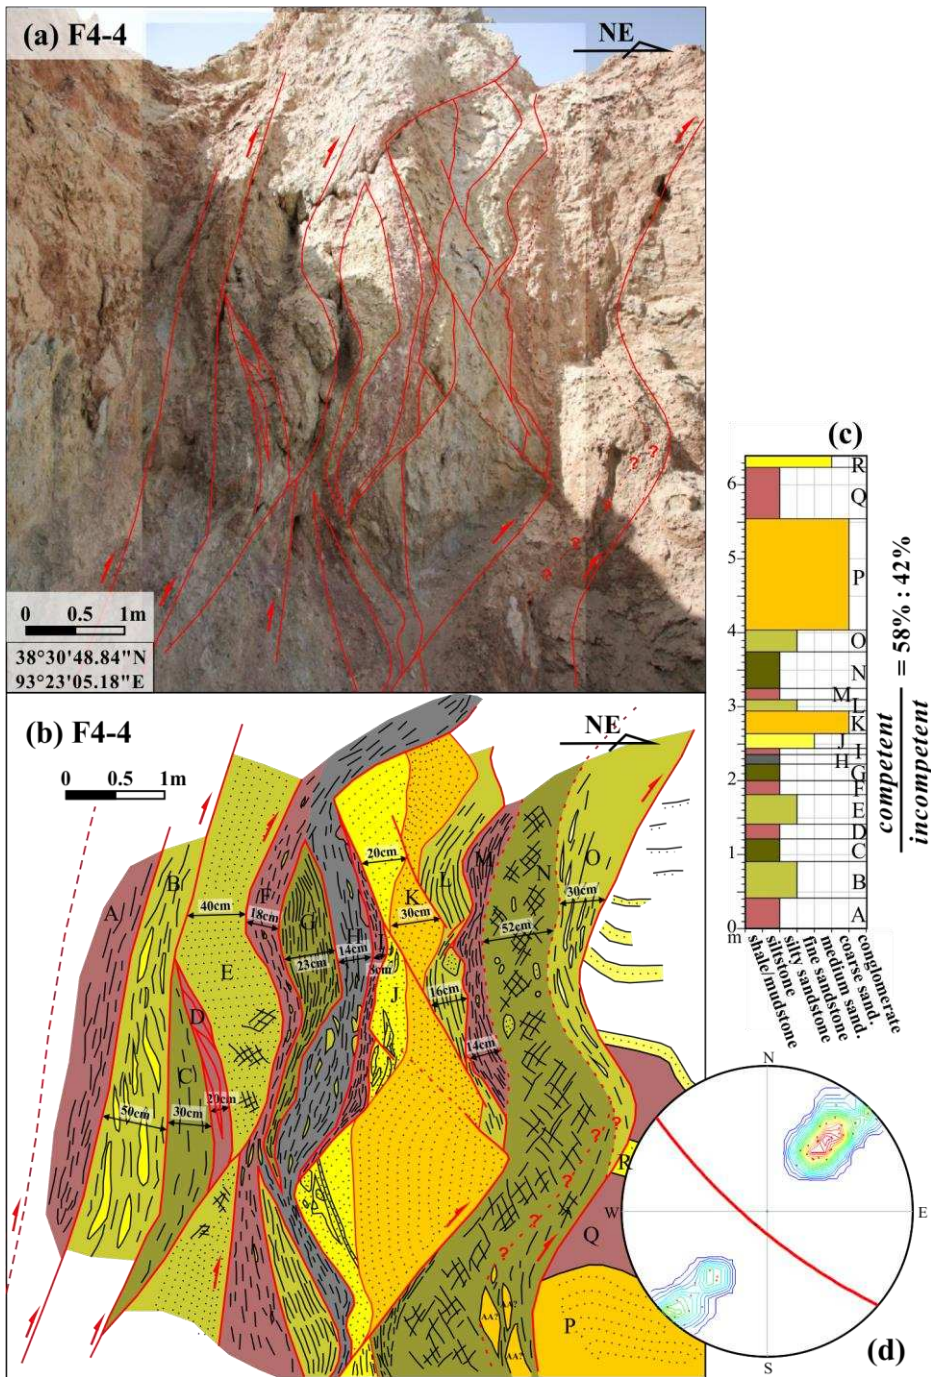 (a) F4-4
NE
? ?
?
?
?
0 0.5 1m
38°30'48.84"N
93°23'05.18"E
(b) F4-4
NE
0 0.5 1m
A
B
C
D
E
F
G
H
I
J
K
L
M
N
O
P
Q
R
40cm
18cm
23cm
14cm
8cm
20cm
30cm
16cm
14cm
52cm
30cm
50cm
30cm
20cm
? ?
?
?
?
AA?
AA?
AA?
(c)
R
Q
P
O
N
M
L
K
J
I
H
G
F
E
D
C
B
A
6
5
4
3
2
1
0
m
shale/mudstone
siltstone
silty sandstone
fine sandstone
medium sand.
coarse sand.
conglomerate
competent
incompetent
= 58% : 42%
N
W
E
S
(d)